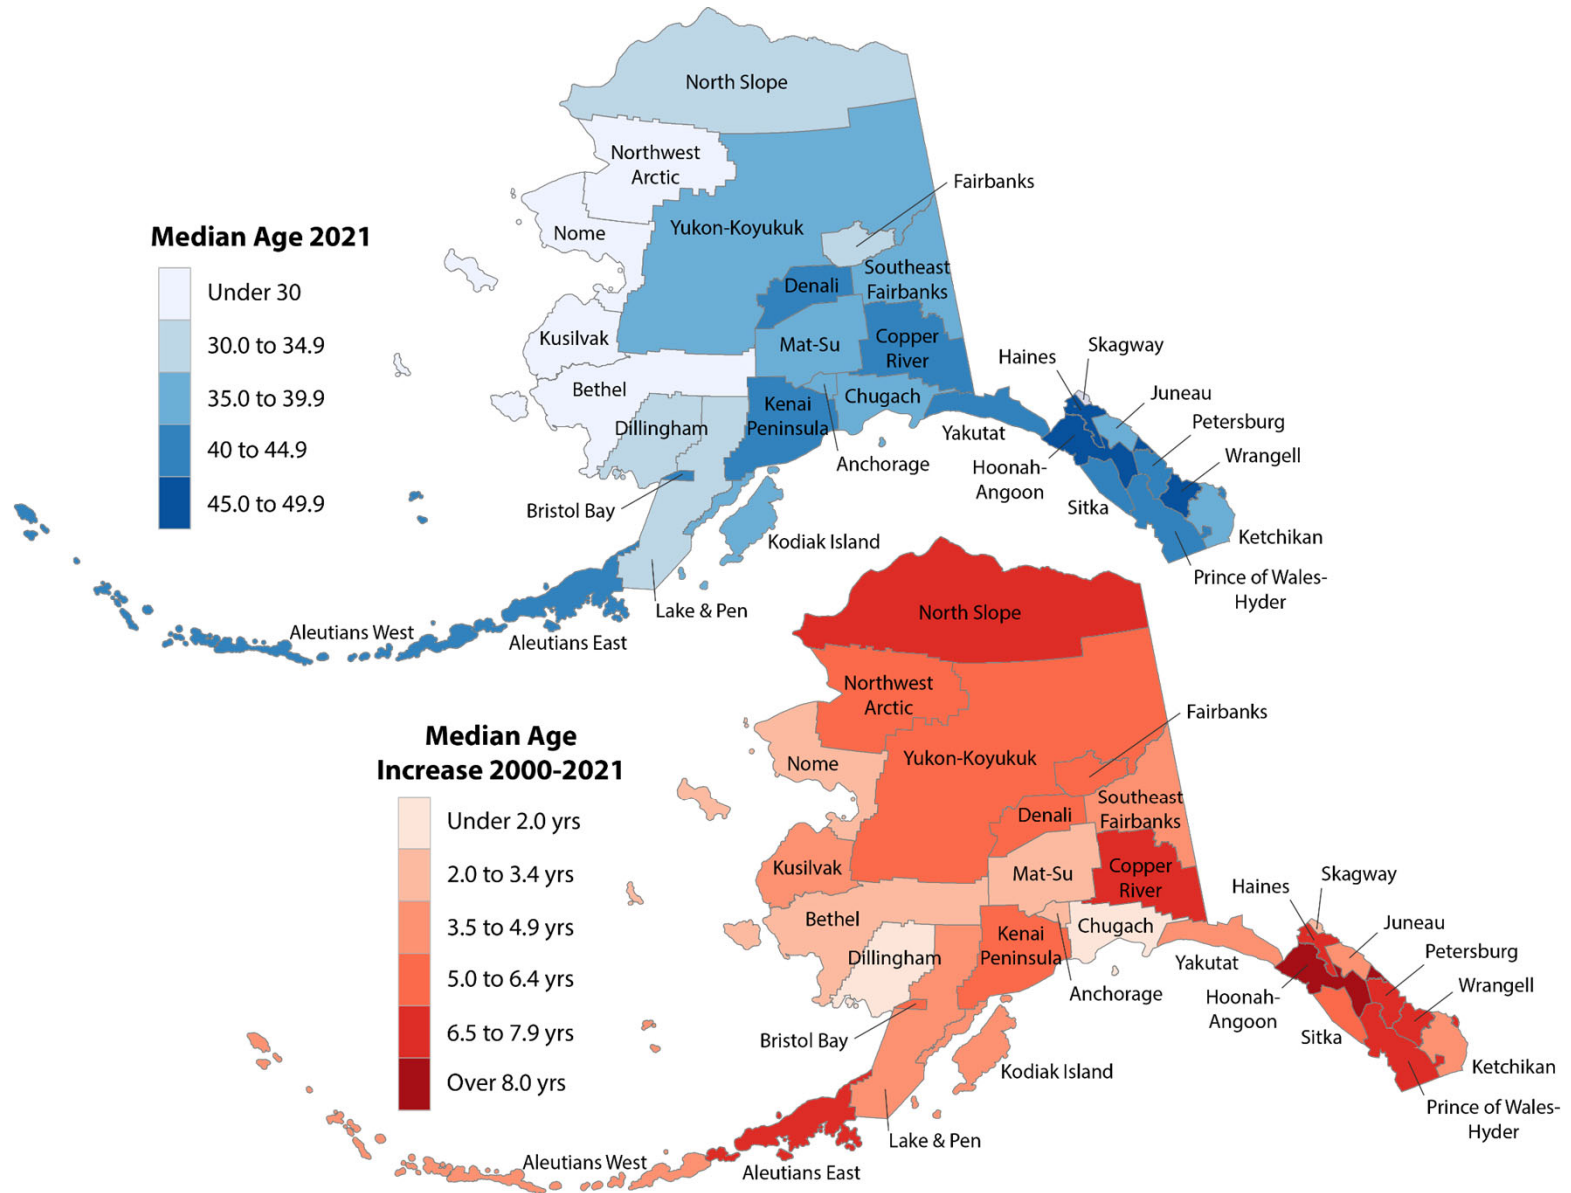 North Slope
Northwest
Arctic
Fairbanks
Nome
Yukon-Koyukuk
Median Age 2021
Under 30
30.0 to 34.9
35.0 to 39.9
40 to 44.9
45.0 to 49.9
Denali
Southeast
Fairbanks
Kusilvak
Mat-Su
Copper
River
Haines
Skagway
Bethel
Kenai
Peninsula
Chugach
Juneau
Dillingham
Petersburg
Yakutat
Anchorage
Wrangell
Hoonah-
Angoon
Bristol Bay
Sitka
Kodiak Island
Ketchikan
Prince of Wales-
Hyder
Lake & Pen
Aleutians West
Aleutians East
North Slope
Northwest
Arctic
Fairbanks
Median Age
Increase 2000-2021
Under 2.0 yrs
2.0 to 3.4 yrs
3.5 to 4.9 yrs
5.0 to 6.4 yrs
6.5 to 7.9 yrs
Over 8.0 yrs
Nome
Yukon-Koyukuk
Denali
Southeast
Fairbanks
Kusilvak
Mat-Su
Copper
River
Haines
Skagway
Bethel
Kenai
Peninsula
Chugach
Juneau
Dillingham
Petersburg
Yakutat
Anchorage
Wrangell
Hoonah-
Angoon
Bristol Bay
Sitka
Kodiak Island
Ketchikan
Prince of Wales-
Hyder
Lake & Pen
Aleutians West
Aleutians East